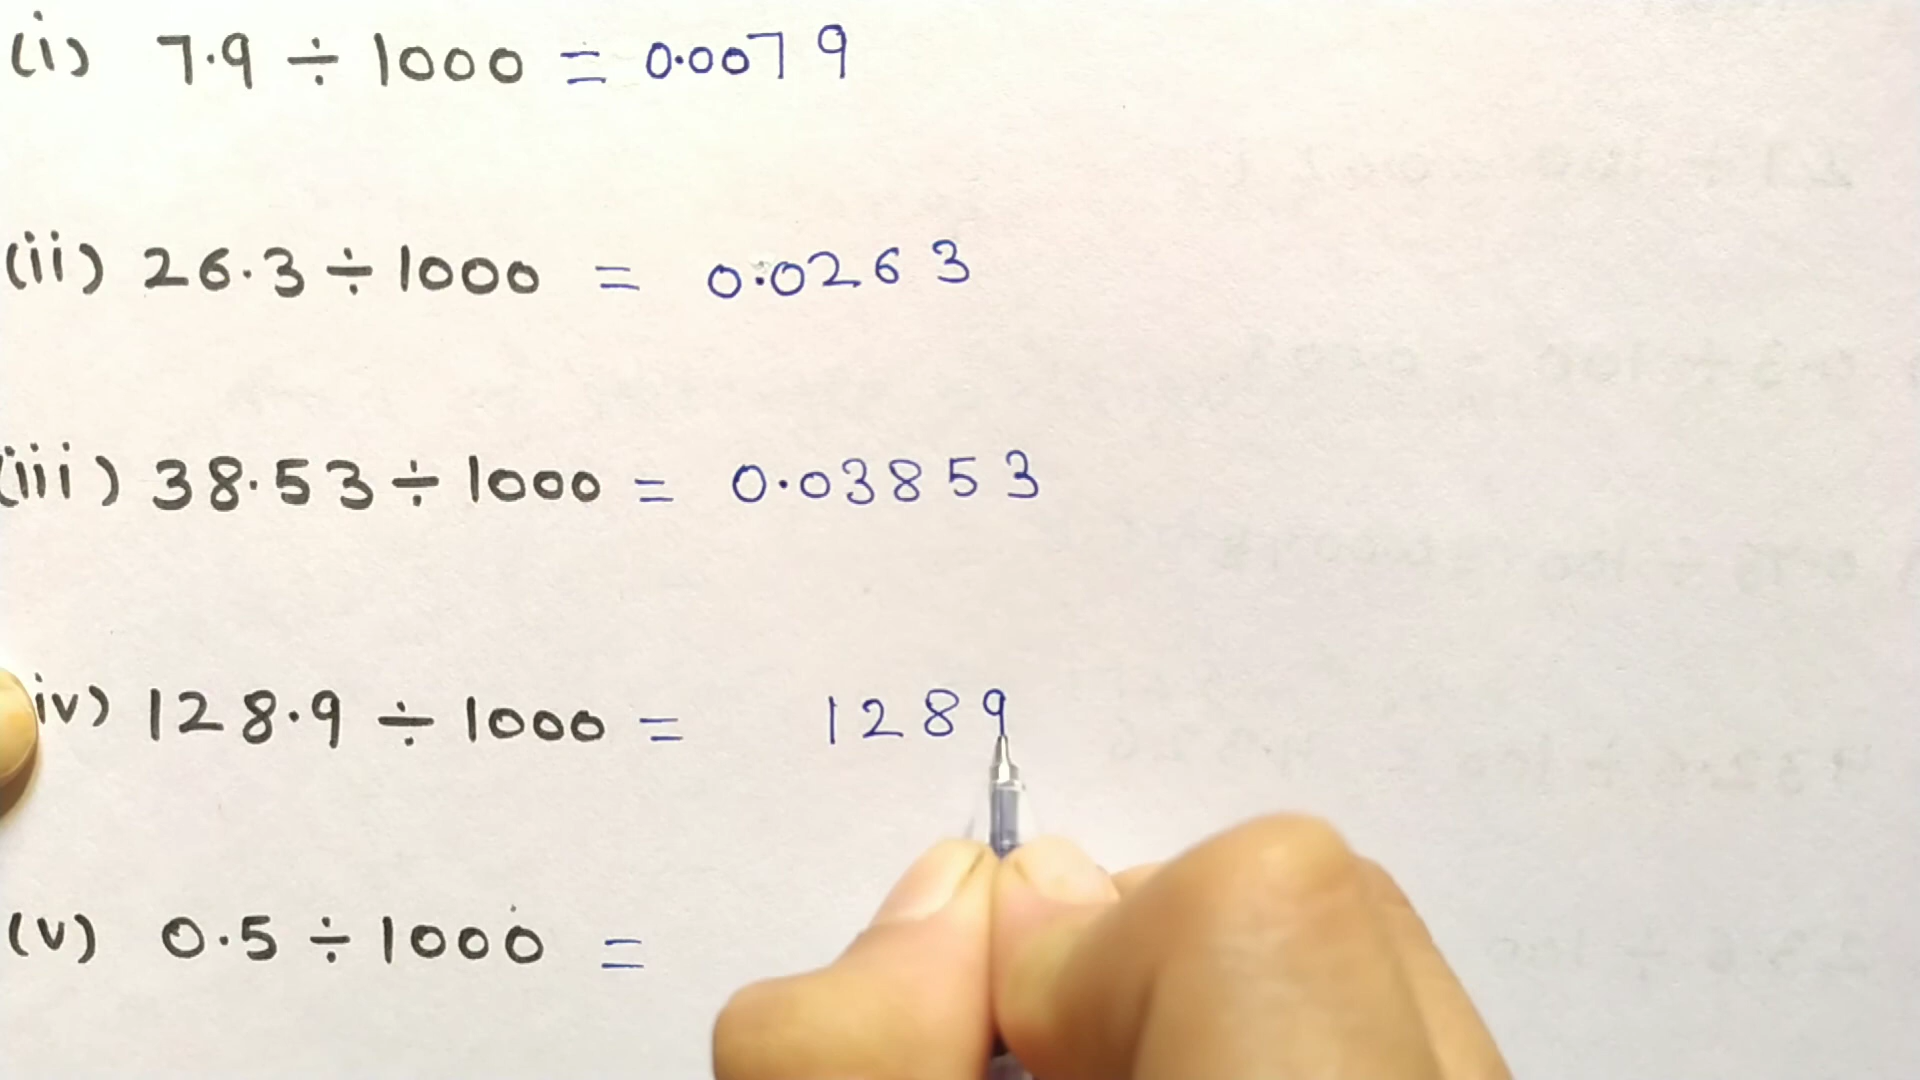 (i) 7.9 ÷ 1000 = 0.0079
(ii) 26.3 ÷ 1000 = 0.0263
(iii) 38.53 ÷ 1000 = 0.03853
iv) 128.9 ÷ 1000 = 1289
(v) 0.5 ÷ 1000 =